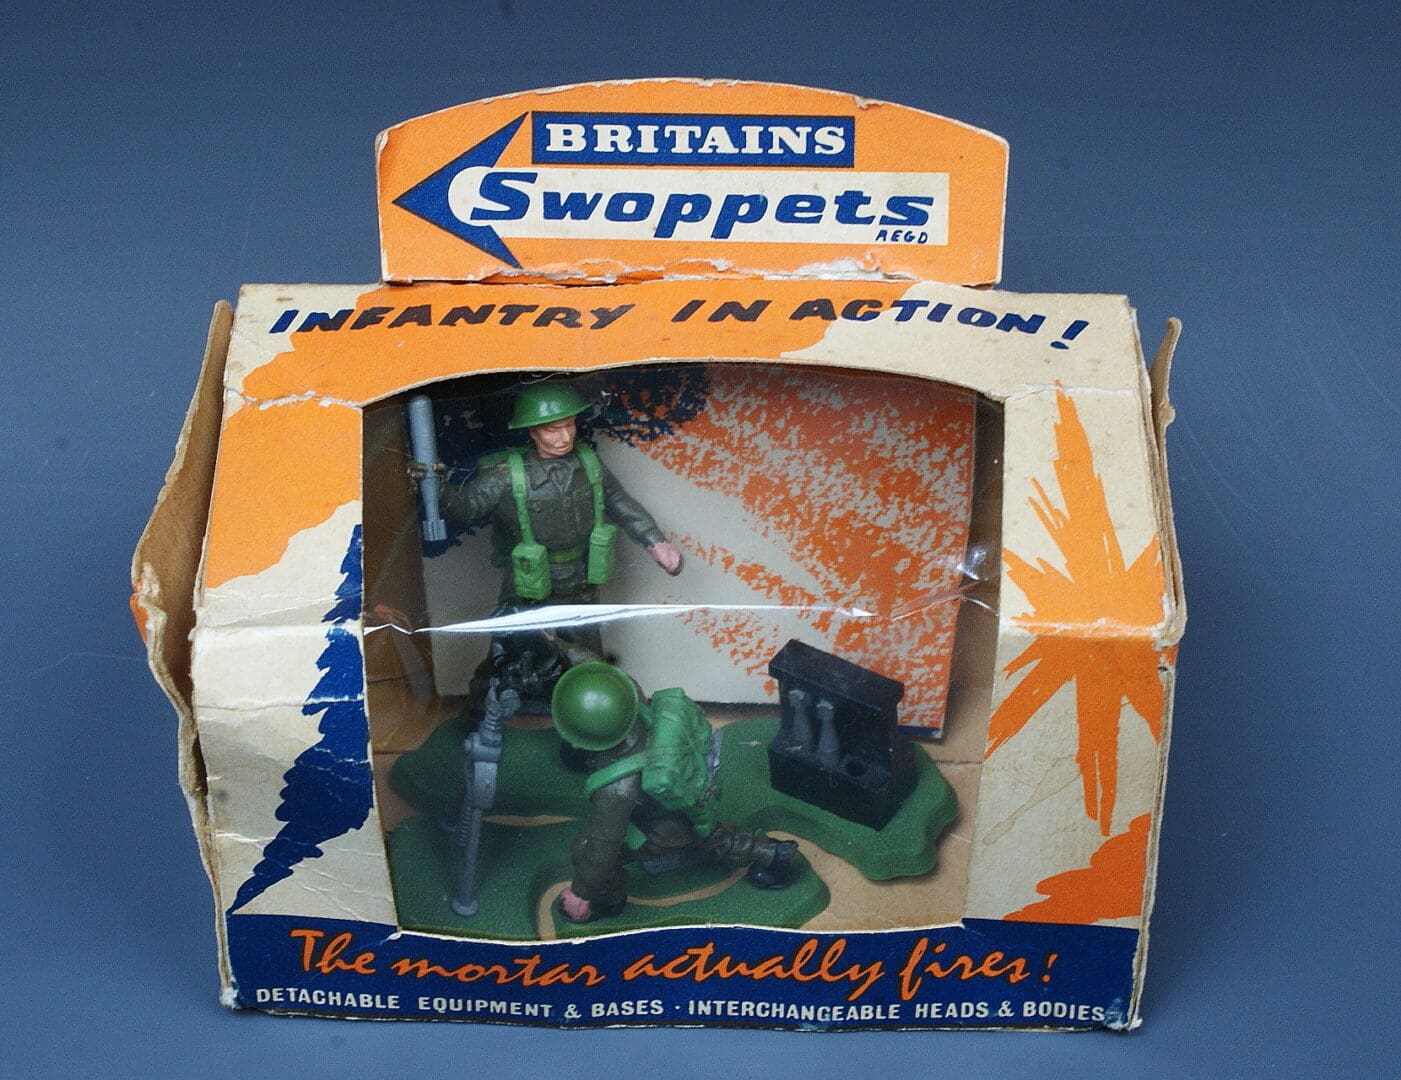 BRITAINS
Swoppets
REGD
INFANTRY IN ACTION!
The mortar actually fires!
DETACHABLE EQUIPMENT & BASES · INTERCHANGEABLE HEADS & BODIES